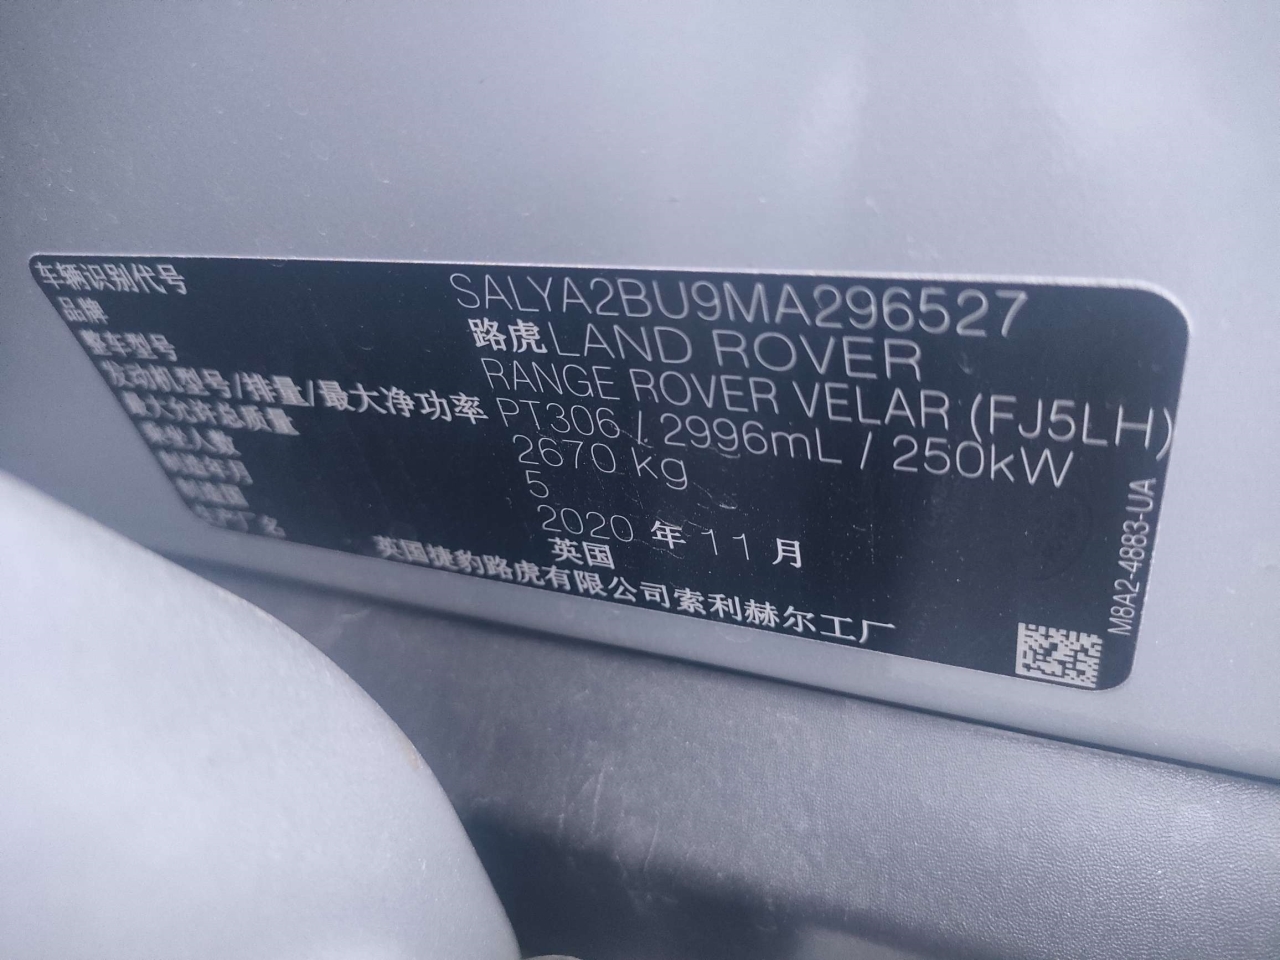 车辆识别代号 SALYA2BU9MA296527
品牌 路虎LAND ROVER
整车型号 RANGE ROVER VELAR (FJ5LH)
发动机型号/排量/最大净功率 PT306 / 2996mL / 250kW
最大允许总质量 2670 kg
乘坐人数 5
制造年月 2020 年 11 月
制造国 英国
生产厂名 英国捷豹路虎有限公司索利赫尔工厂
M8A2-4883-UA